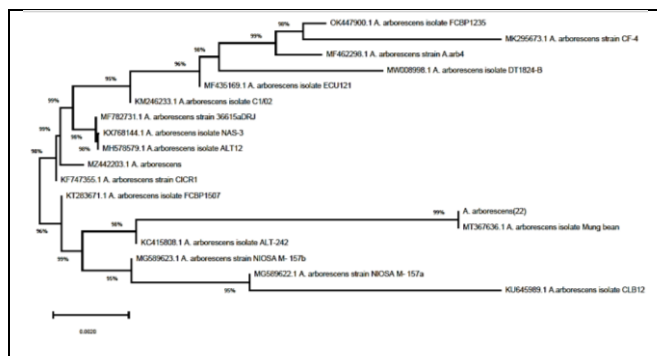 OK447900.1 A. arborescens isolate FCBP1235
98%
99%
MK295673.1 A. arborescens strain CF-4
MF462298.1 A. arborescens strain A.arb4
98%
MW008998.1 A. arborescens isolate DT1824-B
96%
MF435169.1 A. arborescens isolate ECU121
KM246233.1 A.arborescens isolate C1/02
99%
MF782731.1 A. arborescens strain 36615aDRJ
KX768144.1 A. arborescens isolate NAS-3
98%
MH578579.1 A. arborescens isolate ALT12
99%
MZ442203.1 A. arborescens
98%
KF747355.1 A. arborescens strain CICR1
KT283671.1 A. arborescens isolate FCBP1507
A. arborescens(22)
99%
98%
MT367636.1 A. arborescens isolate Mung bean
96%
KC415808.1 A. arborescens isolate ALT-242
99%
MG589623.1 A. arborescens strain NIOSA M- 157b
MG589622.1 A. arborescens strain NIOSA M- 157a
95%
95%
KU645989.1 A.arborescens isolate CLB12
0.0020